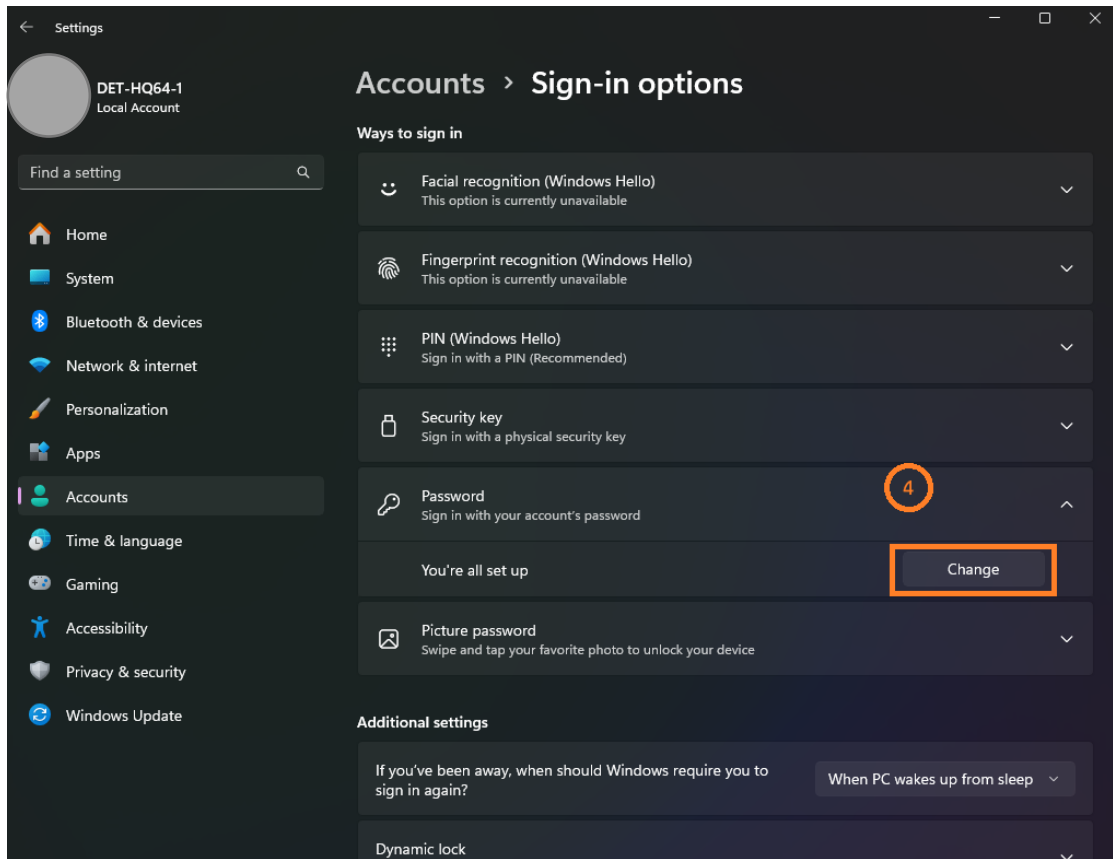 Settings
DET-HQ64-1
Local Account
Find a setting
Home
System
Bluetooth & devices
Network & internet
Personalization
Apps
Accounts
Time & language
Gaming
Accessibility
Privacy & security
Windows Update
Accounts > Sign-in options
Ways to sign in
Facial recognition (Windows Hello)
This option is currently unavailable
Fingerprint recognition (Windows Hello)
This option is currently unavailable
PIN (Windows Hello)
Sign in with a PIN (Recommended)
Security key
Sign in with a physical security key
Password
Sign in with your account's password
4
You're all set up
Change
Picture password
Swipe and tap your favorite photo to unlock your device
Additional settings
If you've been away, when should Windows require you to
sign in again?
When PC wakes up from sleep
Dynamic lock